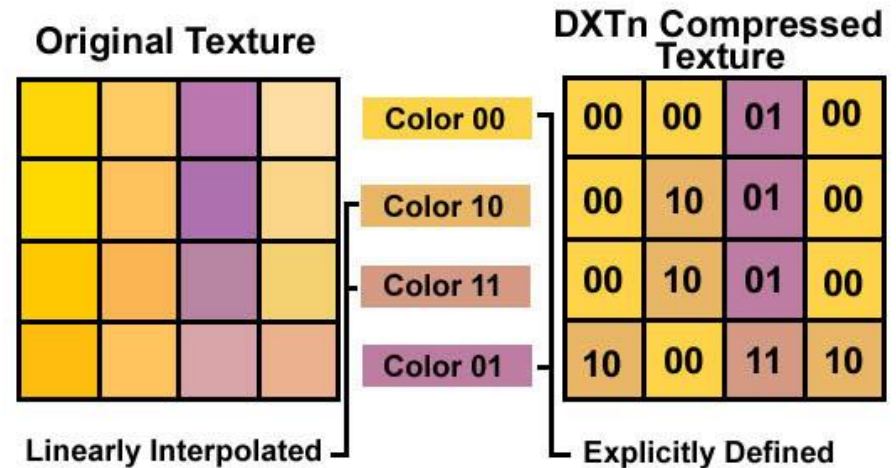 Original Texture
DXTn Compressed
Texture
Color 00
Color 10
Color 11
Color 01
00 00 01 00
00 10 01 00
00 10 01 00
10 00 11 10
Linearly Interpolated
Explicitly Defined